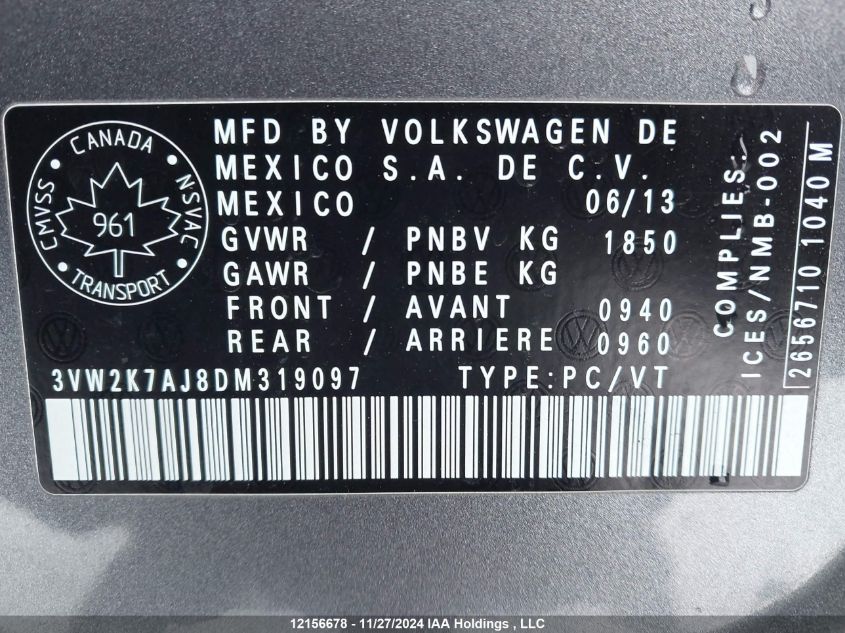 CANADA
CMVSS
NSVAC
961
TRANSPORT
MFD BY VOLKSWAGEN DE
MEXICO S.A. DE C.V.
MEXICO 06/13
GVWR / PNBV KG 1850
GAWR / PNBE KG
FRONT / AVANT 0940
REAR / ARRIERE 0960
3VW2K7AJ8DM319097 TYPE:PC/VT
COMPLIES.
ICES/NMB-002
2656710 1040 M
12156678 - 11/27/2024 IAA Holdings , LLC